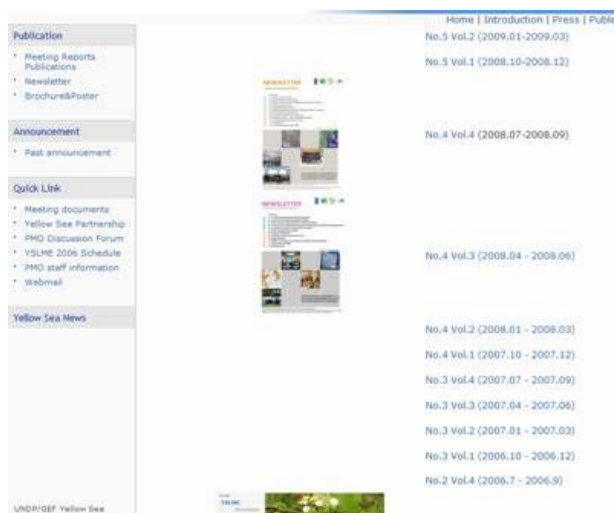 Home | Introduction | Press |
Publication
Meeting Reports
Publications
Newsletter
Brochure&Poster
Announcement
Past announcement
Quick Link
Meeting documents
Yellow Sea Partnership
PMO Discussion Forum
YSLME 2006 Schedule
PMO staff information
Webmail
Yellow Sea News
UNDP/GEF Yellow Sea
NEWSLETTER
NEWSLETTER
No.5 Vol.2 (2009.01-2009.03)
No.5 Vol.1 (2008.10-2008.12)
No.4 Vol.4 (2008.07-2008.09)
No.4 Vol.3 (2008.04 - 2008.06)
No.4 Vol.2 (2008.01 - 2008.03)
No.4 Vol.1 (2007.10 - 2007.12)
No.3 Vol.4 (2007.07 - 2007.09)
No.3 Vol.3 (2007.04 - 2007.06)
No.3 Vol.2 (2007.01 - 2007.03)
No.3 Vol.1 (2006.10 - 2006.12)
No.2 Vol.4 (2006.7 - 2006.9)